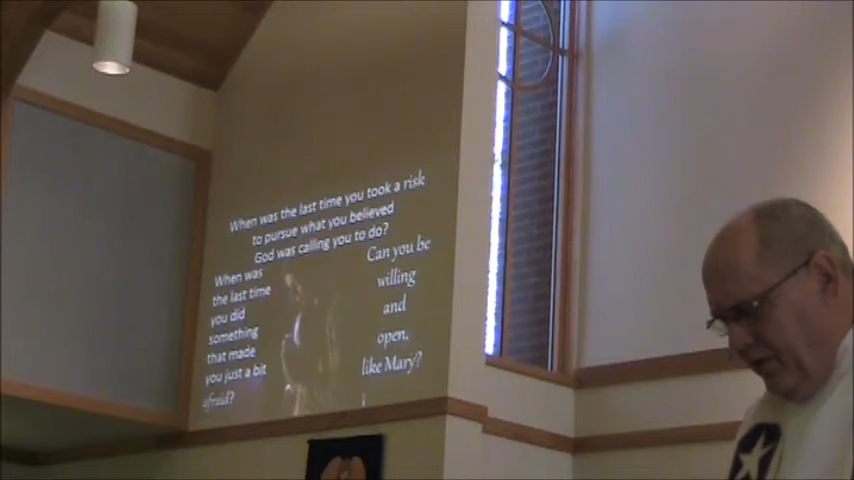 When was the last time you took a risk
to pursue what you believed
God was calling you to do?
When was
the last time
you did
something
that made
you just a bit
afraid?
Can you be
willing
and
open,
like Mary?